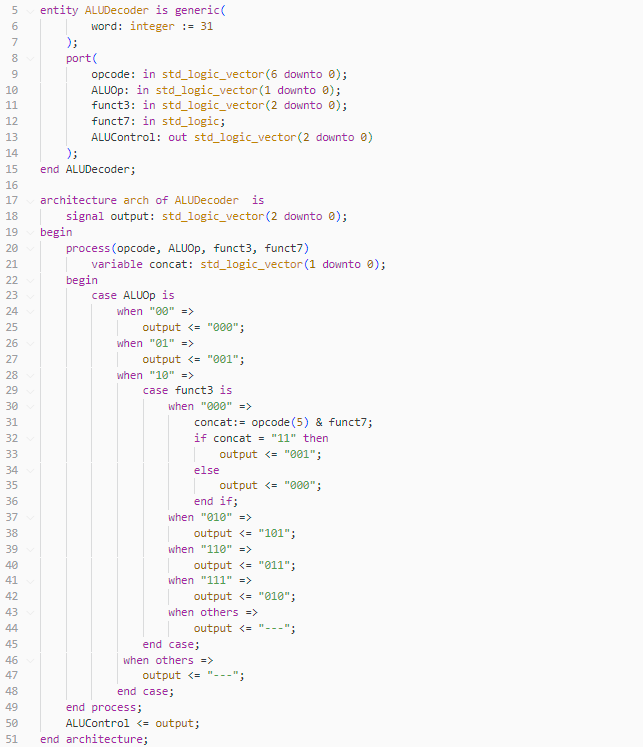 5 entity ALUDecoder is generic(
6 word: integer := 31
7 );
8 port(
9 opcode: in std_logic_vector(6 downto 0);
10 ALUOp: in std_logic_vector(1 downto 0);
11 funct3: in std_logic_vector(2 downto 0);
12 funct7: in std_logic;
13 ALUControl: out std_logic_vector(2 downto 0)
14 );
15 end ALUDecoder;
16
17 architecture arch of ALUDecoder  is
18 signal output: std_logic_vector(2 downto 0);
19 begin
20 process(opcode, ALUOp, funct3, funct7)
21 variable concat: std_logic_vector(1 downto 0);
22 begin
23 case ALUOp is
24 when "00" =>
25 output <= "000";
26 when "01" =>
27 output <= "001";
28 when "10" =>
29 case funct3 is
30 when "000" =>
31 concat:= opcode(5) & funct7;
32 if concat = "11" then
33 output <= "001";
34 else
35 output <= "000";
36 end if;
37 when "010" =>
38 output <= "101";
39 when "110" =>
40 output <= "011";
41 when "111" =>
42 output <= "010";
43 when others =>
44 output <= "---";
45 end case;
46 when others =>
47 output <= "---";
48 end case;
49 end process;
50 ALUControl <= output;
51 end architecture;